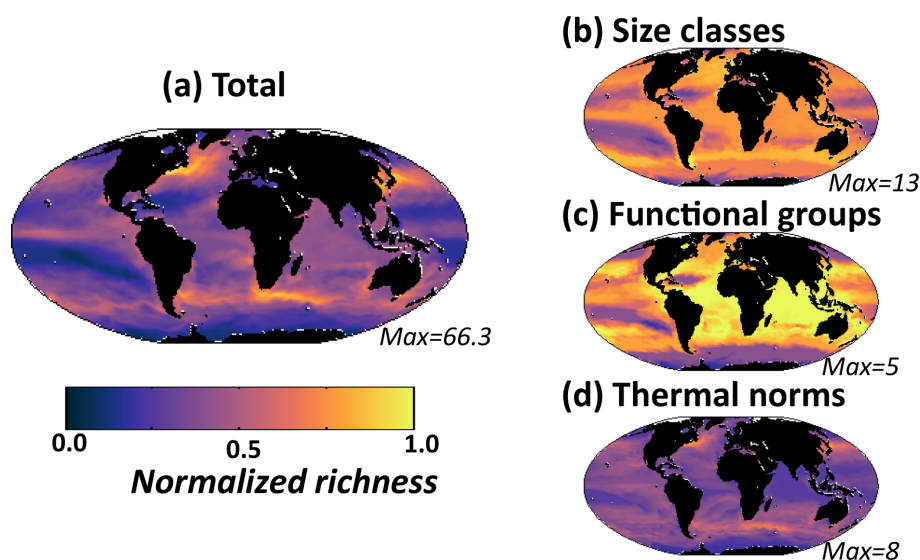 (a) Total
Max=66.3
0.0 0.5 1.0
Normalized richness
(b) Size classes
Max=13
(c) Functional groups
Max=5
(d) Thermal norms
Max=8